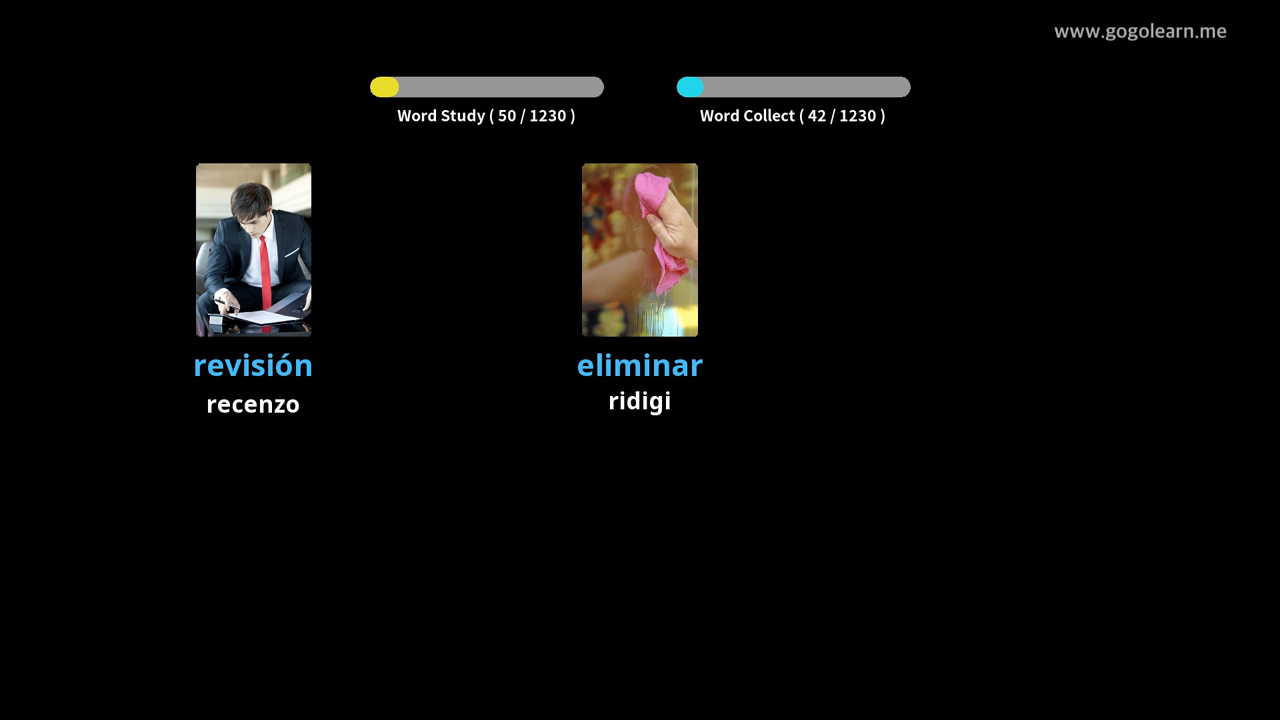 www.gogolearn.me
Word Study ( 50 / 1230 )
Word Collect ( 42 / 1230 )
revisión
recenzo
eliminar
ridigi